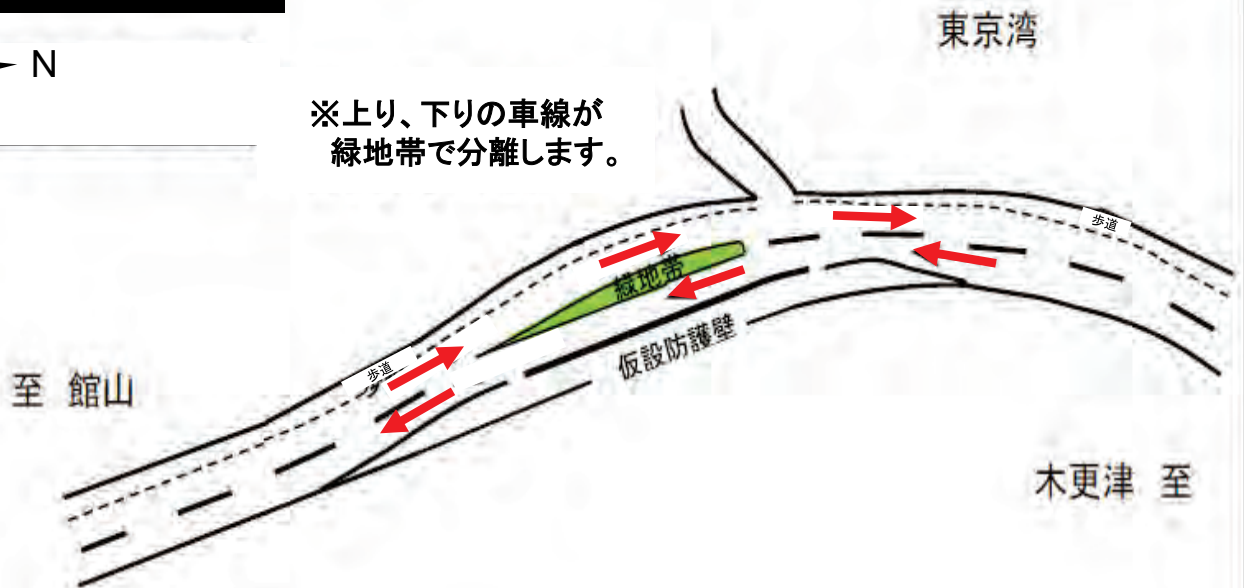 東京湾
N
※上り、下りの車線が
緑地帯で分離します。
歩道
緑地帯
仮設防護壁
歩道
至 館山
木更津 至